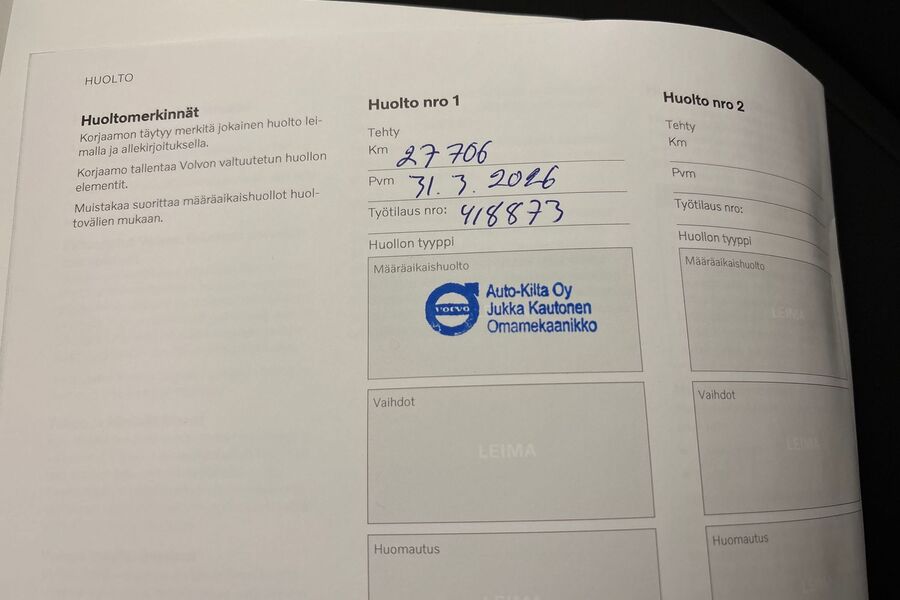 HUOLTO
Huoltomerkinnät
Korjaamon täytyy merkitä jokainen huolto lei-
malla ja allekirjoituksella.
Korjaamo tallentaa Volvon valtuutetun huollon
elementit.
Muistakaa suorittaa määräaikaishuollot huol-
tovälien mukaan.
Huolto nro 1
Tehty
Km 27 706
Pvm 31. 3. 2026
Työtilaus nro: 418873
Huollon tyyppi
Määräaikaishuolto
VOLVO
Auto-Kilta Oy
Jukka Kautonen
Omamekaanikko
Vaihdot
LEIMA
Huomautus
LEIMA
Huolto nro 2
Tehty
Km
Pvm
Työtilaus nro:
Huollon tyyppi
Määräaikaishuolto
LEIMA
Vaihdot
LEIMA
Huomautus
LEIMA